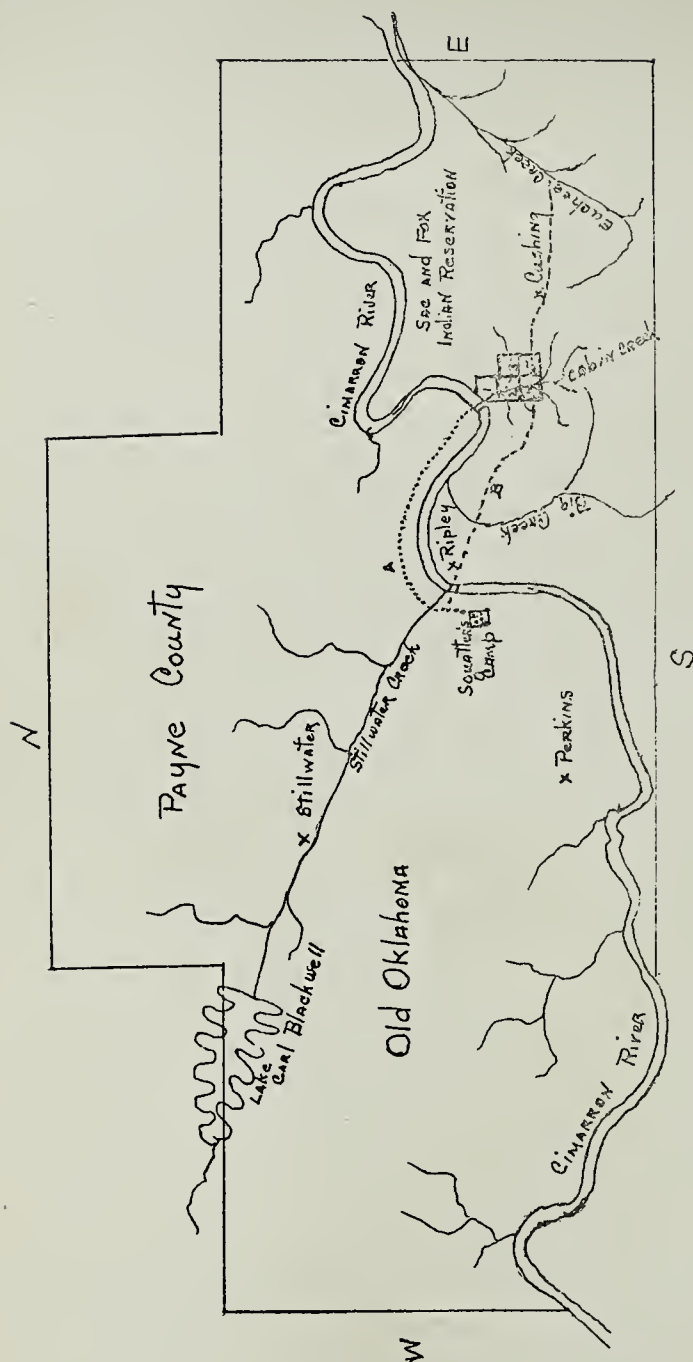 N
PAYNE COUNTY
LAKE
CARL BLACKWELL
x Stillwater
Stillwater Creek
CIMARRON RIVER
SAC AND FOX
INDIAN RESERVATION
E
W
Old OKLAHOMA
A
x Ripley
B
x Cushing
Euchee Creek
Cabin Creek
Big Creek
Squatter's
Camp
x PERKINS
CIMARRON River
S